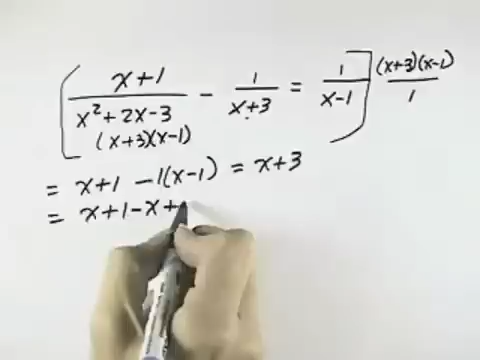 [ (x+1)/(x²+2x-3) - 1/(x+3) = 1/(x-1) ] (x+3)(x-1)/1
(x+3)(x-1)
= x+1 -1(x-1) = x+3
= x+1-x+